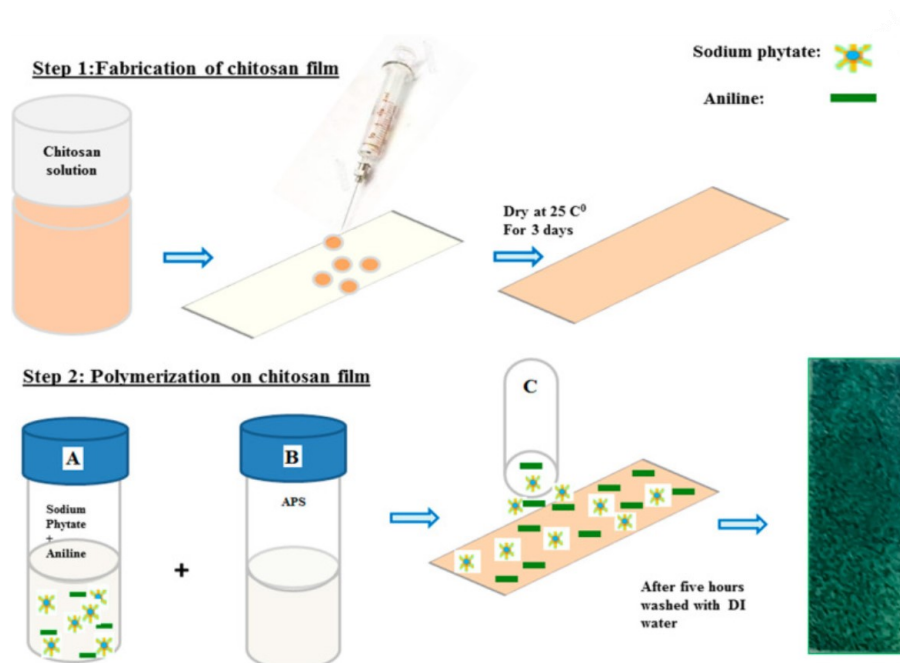 Step 1:Fabrication of chitosan film
Sodium phytate:
Aniline:
Chitosan
solution
Dry at 25 C⁰
For 3 days
Step 2: Polymerization on chitosan film
A
Sodium
Phytate
+
Aniline
+
B
APS
C
After five hours
washed with DI
water